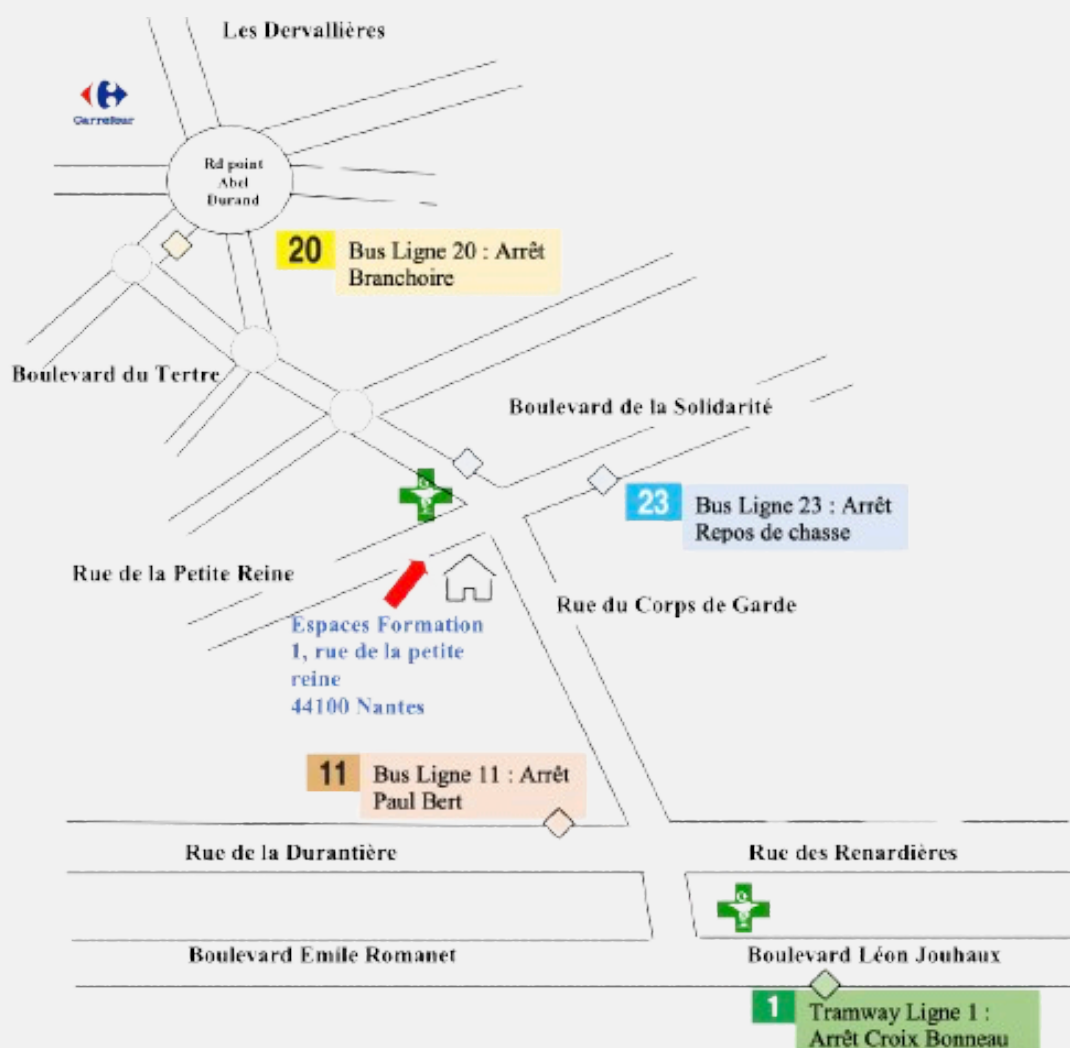 Les Dervallières
Carrefour
Rd point
Abel
Durand
20
Bus Ligne 20 : Arrêt
Branchoire
Boulevard du Tertre
Boulevard de la Solidarité
23
Bus Ligne 23 : Arrêt
Repos de chasse
Rue de la Petite Reine
Rue du Corps de Garde
Espaces Formation
1, rue de la petite
reine
44100 Nantes
11
Bus Ligne 11 : Arrêt
Paul Bert
Rue de la Durantière
Rue des Renardières
Boulevard Emile Romanet
Boulevard Léon Jouhaux
1
Tramway Ligne 1 :
Arrêt Croix Bonneau